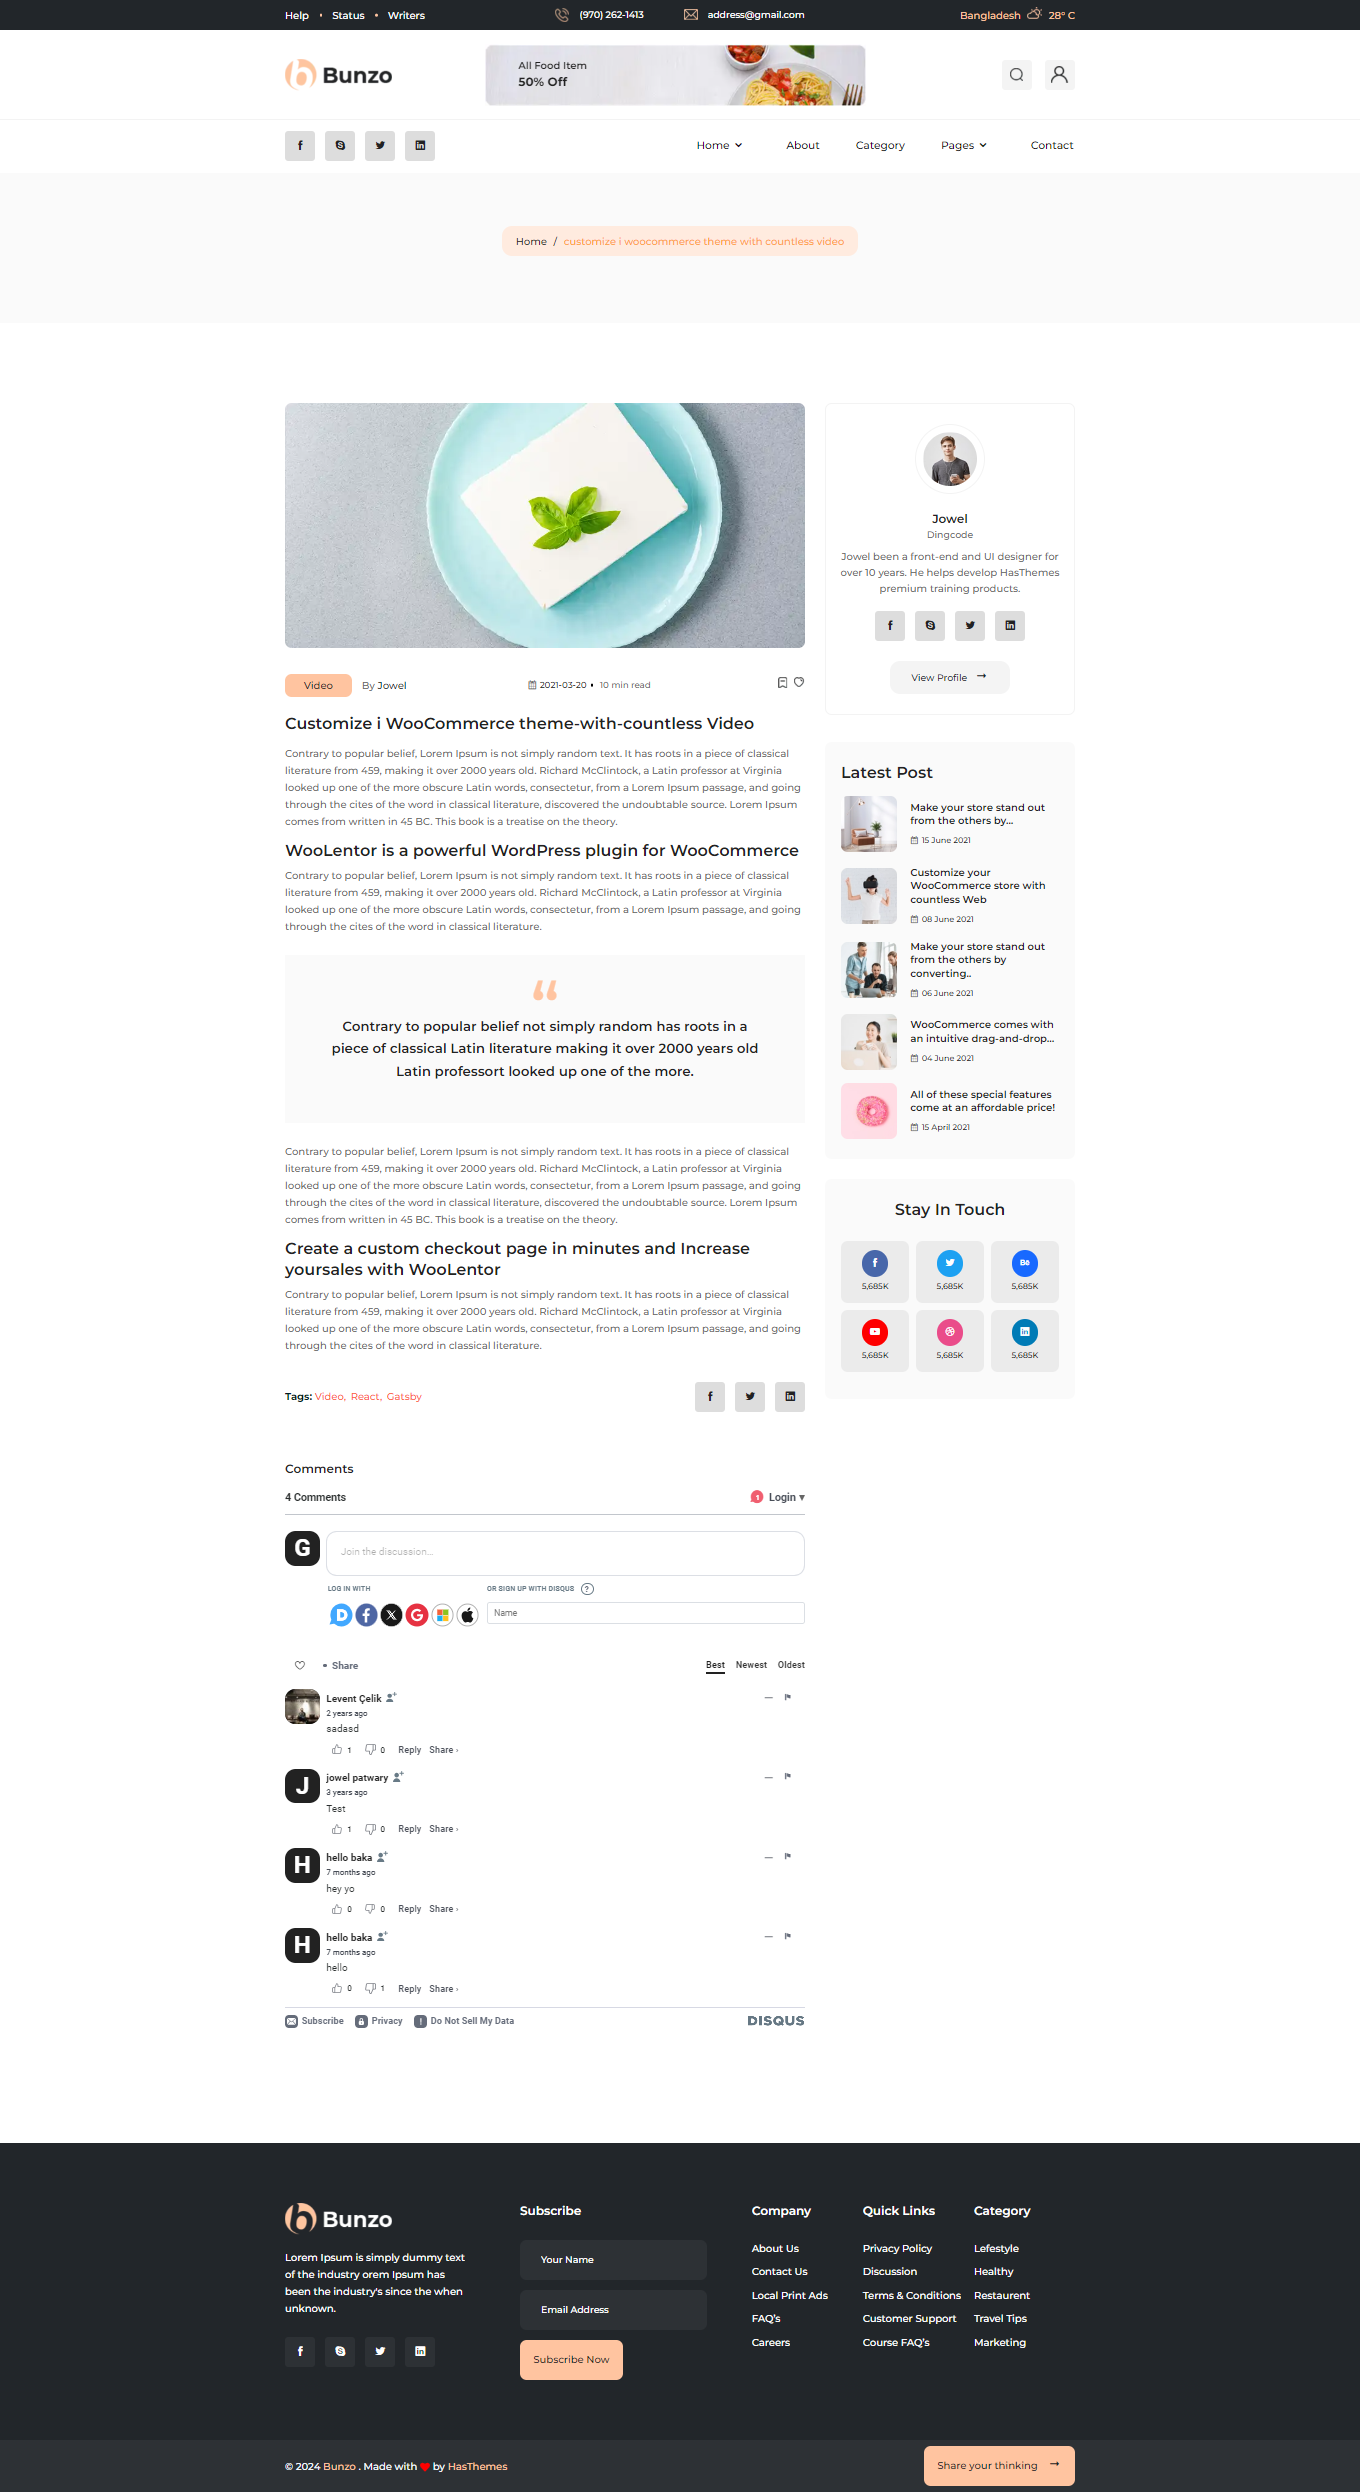 Help • Status • Writers
(970) 262-1413
address@gmail.com
Bangladesh 28° C
Bunzo
All Food Item
50% Off
Home
About
Category
Pages
Contact
Home / customize i woocommerce theme with countless video
Video
By Jowel
2021-03-20 • 10 min read
Customize i WooCommerce theme-with-countless Video
Contrary to popular belief, Lorem Ipsum is not simply random text. It has roots in a piece of classical
literature from 459, making it over 2000 years old. Richard McClintock, a Latin professor at Virginia
looked up one of the more obscure Latin words, consectetur, from a Lorem Ipsum passage, and going
through the cites of the word in classical literature, discovered the undoubtable source. Lorem Ipsum
comes from written in 45 BC. This book is a treatise on the theory.
WooLentor is a powerful WordPress plugin for WooCommerce
Contrary to popular belief, Lorem Ipsum is not simply random text. It has roots in a piece of classical
literature from 459, making it over 2000 years old. Richard McClintock, a Latin professor at Virginia
looked up one of the more obscure Latin words, consectetur, from a Lorem Ipsum passage, and going
through the cites of the word in classical literature.
“
Contrary to popular belief not simply random has roots in a
piece of classical Latin literature making it over 2000 years old
Latin professort looked up one of the more.
Contrary to popular belief, Lorem Ipsum is not simply random text. It has roots in a piece of classical
literature from 459, making it over 2000 years old. Richard McClintock, a Latin professor at Virginia
looked up one of the more obscure Latin words, consectetur, from a Lorem Ipsum passage, and going
through the cites of the word in classical literature, discovered the undoubtable source. Lorem Ipsum
comes from written in 45 BC. This book is a treatise on the theory.
Create a custom checkout page in minutes and Increase
yoursales with WooLentor
Contrary to popular belief, Lorem Ipsum is not simply random text. It has roots in a piece of classical
literature from 459, making it over 2000 years old. Richard McClintock, a Latin professor at Virginia
looked up one of the more obscure Latin words, consectetur, from a Lorem Ipsum passage, and going
through the cites of the word in classical literature.
Tags: Video, React, Gatsby
Jowel
Dingcode
Jowel been a front-end and UI designer for
over 10 years. He helps develop HasThemes
premium training products.
View Profile →
Latest Post
Make your store stand out
from the others by...
15 June 2021
Customize your
WooCommerce store with
countless Web
08 June 2021
Make your store stand out
from the others by
converting..
06 June 2021
WooCommerce comes with
an intuitive drag-and-drop...
04 June 2021
All of these special features
come at an affordable price!
15 April 2021
Stay In Touch
5,685K
5,685K
5,685K
5,685K
5,685K
5,685K
Comments
4 Comments
1 Login ▾
G
Join the discussion...
LOG IN WITH
OR SIGN UP WITH DISQUS ?
Name
• Share
Best Newest Oldest
Levent Çelik
2 years ago
sadasd
1 0 Reply Share ›
J
jowel patwary
3 years ago
Test
1 0 Reply Share ›
H
hello baka
7 months ago
hey yo
0 0 Reply Share ›
H
hello baka
7 months ago
hello
0 1 Reply Share ›
Subscribe Privacy Do Not Sell My Data
DISQUS
Bunzo
Lorem Ipsum is simply dummy text
of the industry orem Ipsum has
been the industry's since the when
unknown.
Subscribe
Your Name
Email Address
Subscribe Now
Company
About Us
Contact Us
Local Print Ads
FAQ's
Careers
Quick Links
Privacy Policy
Discussion
Terms & Conditions
Customer Support
Course FAQ's
Category
Lefestyle
Healthy
Restaurent
Travel Tips
Marketing
© 2024 Bunzo . Made with ❤ by HasThemes
Share your thinking →